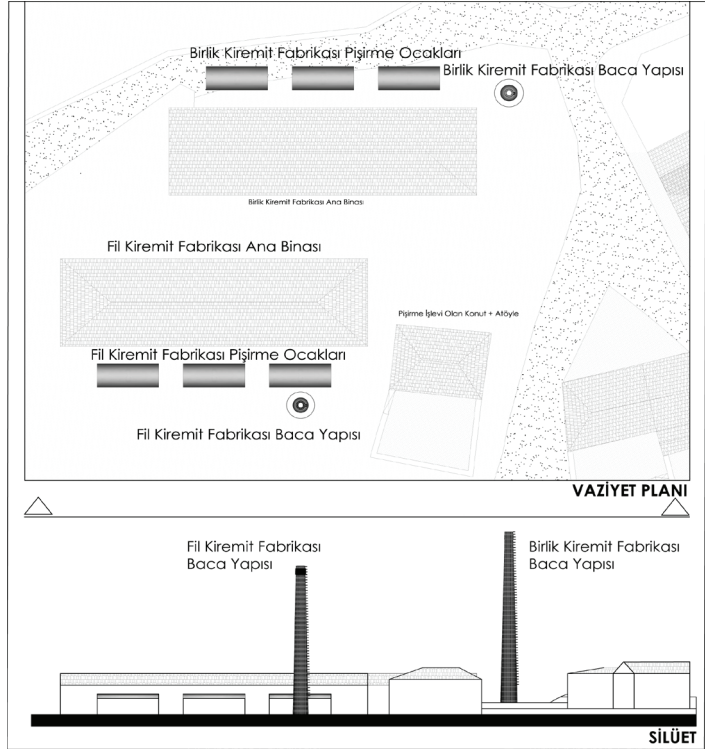 Birlik Kiremit Fabrikası Pişirme Ocakları
Birlik Kiremit Fabrikası Baca Yapısı
Birlik Kiremit Fabrikası Ana Binası
Fil Kiremit Fabrikası Ana Binası
Pişirme İşlevi Olan Konut + Atölye
Fil Kiremit Fabrikası Pişirme Ocakları
Fil Kiremit Fabrikası Baca Yapısı
VAZİYET PLANI
Fil Kiremit Fabrikası
Baca Yapısı
Birlik Kiremit Fabrikası
Baca Yapısı
SİLÜET